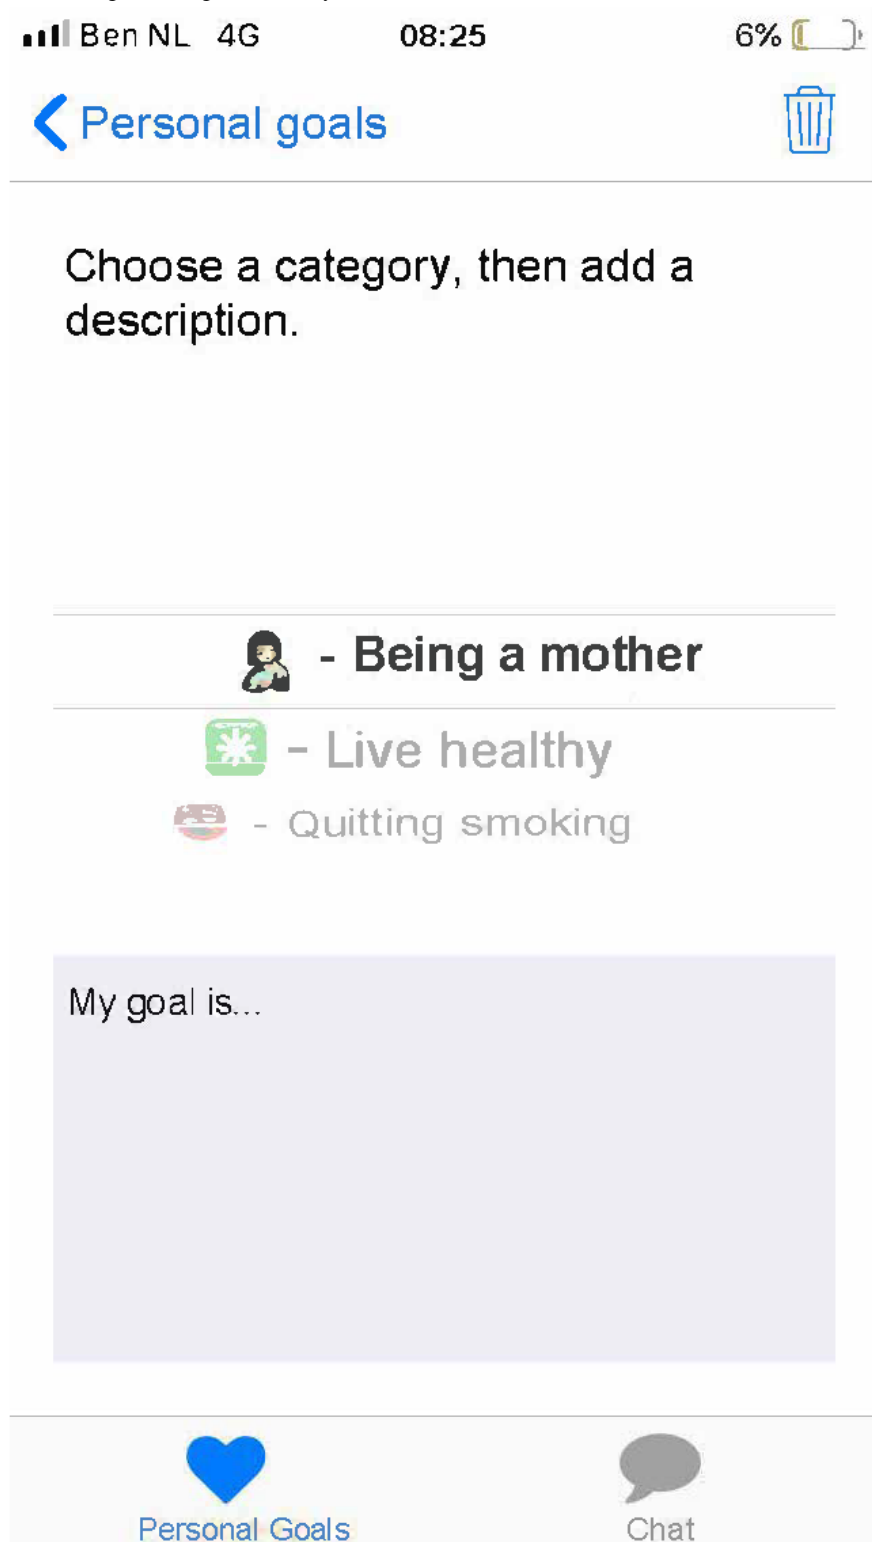 Ben NL 4G 08:25 6%
Personal goals
Choose a category, then add a
description.
- Being a mother
- Live healthy
- Quitting smoking
My goal is...
Personal Goals Chat